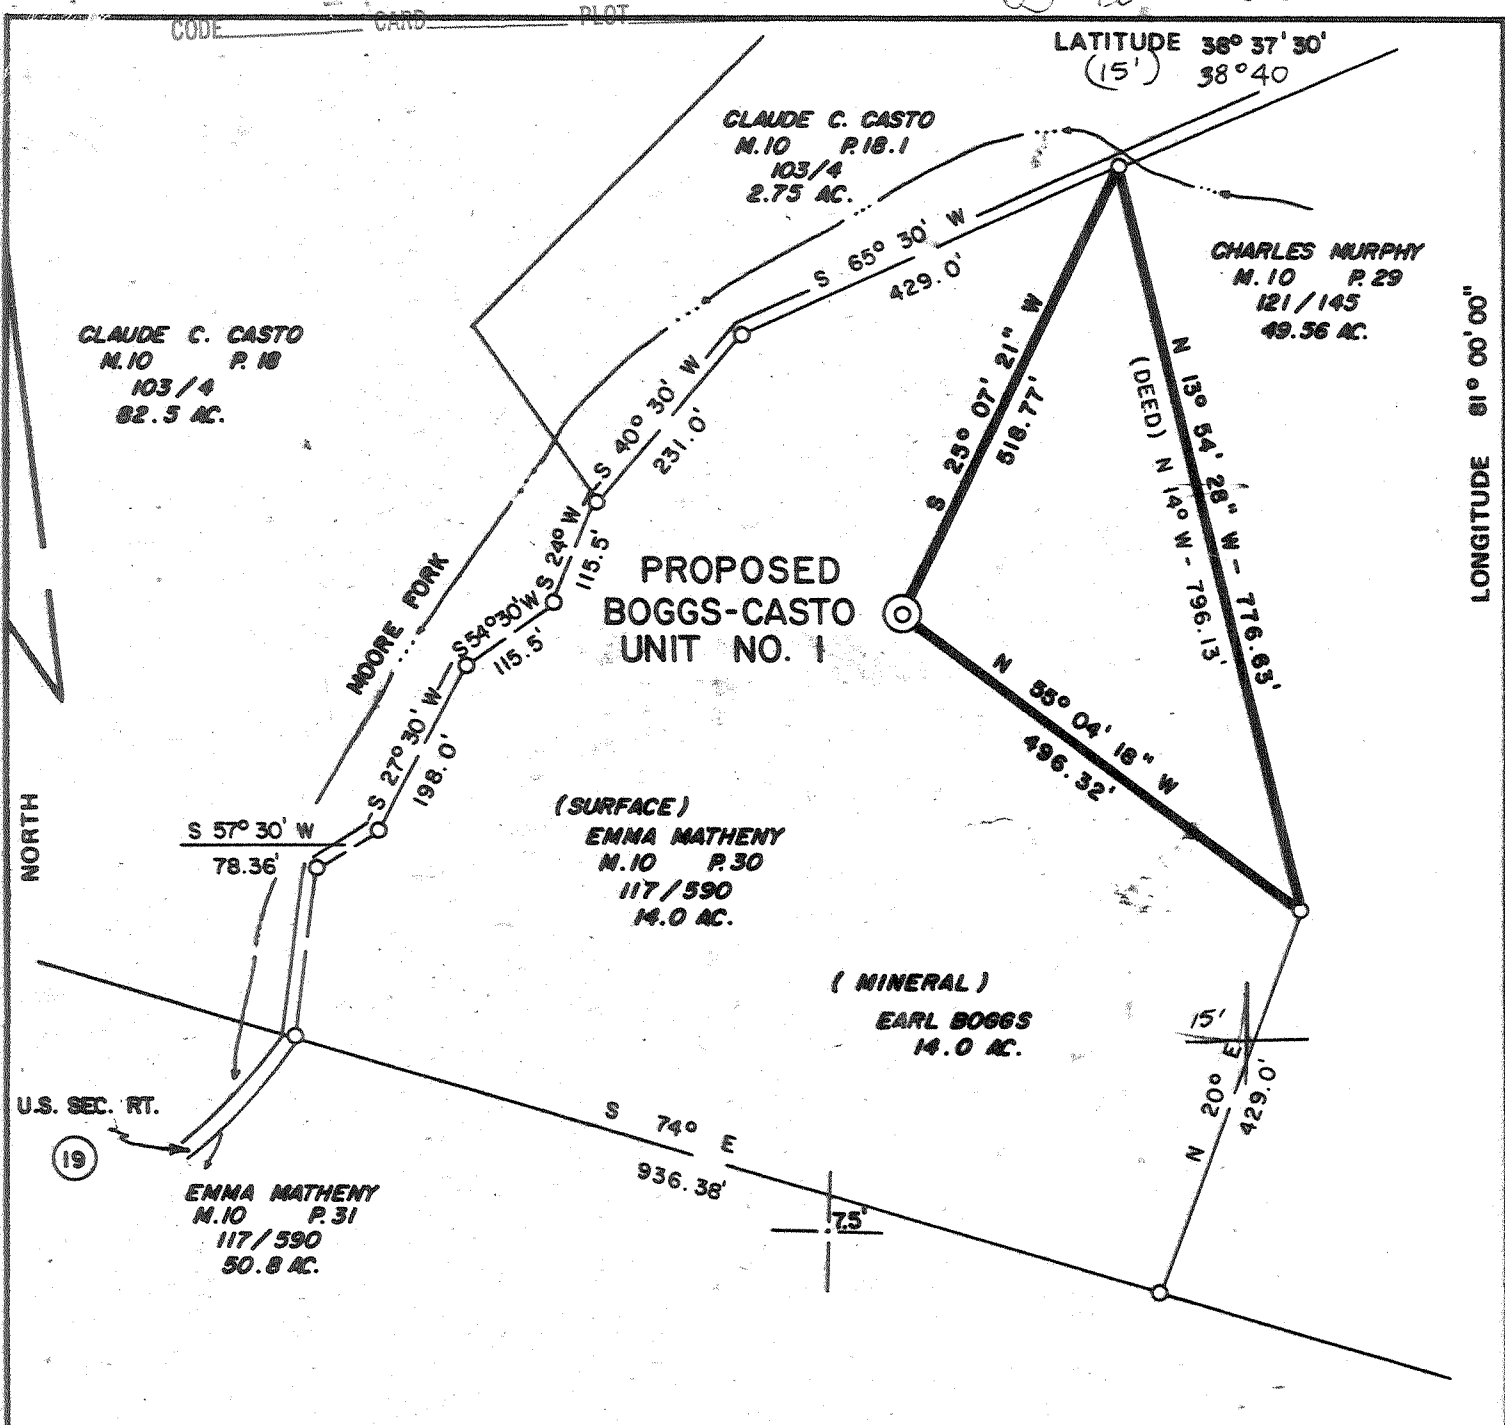 CODE CARD PLOT
LATITUDE 38° 37' 30"
(15') 38°40
CLAUDE C. CASTO
M.10 P.18.1
103/4
2.75 AC.
CHARLES MURPHY
M.10 P.29
121/145
49.56 AC.
CLAUDE C. CASTO
M.10 P.18
103/4
82.5 AC.
S 65° 30' W
429.0'
S 40° 30' W
231.0'
S 24° W
115.5'
S 54° 30' W
115.5'
S 27° 30' W
198.0'
S 57° 30' W
78.36'
MOORE FORK
S 25° 07' 21" W
518.77'
N 13° 54' 28" W - 776.63'
(DEED) N 14° W - 796.13'
LONGITUDE 81° 00' 00"
PROPOSED
BOGGS-CASTO
UNIT NO. 1
N 55° 04' 18" W
496.32'
NORTH
(SURFACE)
EMMA MATHENY
M.10 P.30
117/590
14.0 AC.
(MINERAL)
EARL BOGGS
14.0 AC.
15'
N 20° E
429.0'
U.S. SEC. RT.
19
S 74° E
936.38'
7.5'
EMMA MATHENY
M.10 P.31
117/590
50.8 AC.